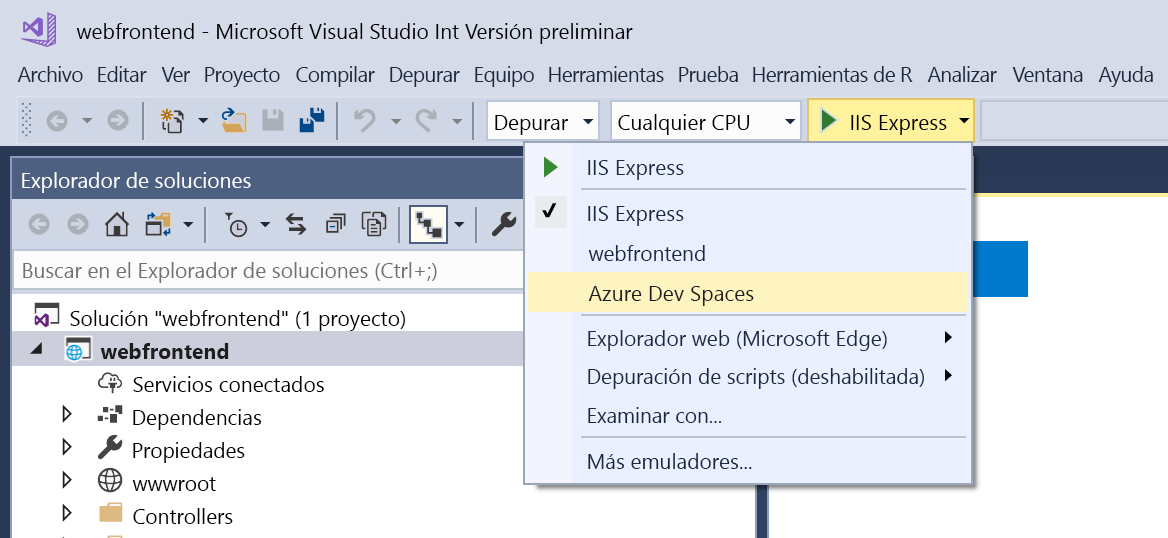 webfrontend - Microsoft Visual Studio Int Versión preliminar
Archivo Editar Ver Proyecto Compilar Depurar Equipo Herramientas Prueba Herramientas de R Analizar Ventana Ayuda
Depurar Cualquier CPU IIS Express
Explorador de soluciones
Buscar en el Explorador de soluciones (Ctrl+;)
Solución "webfrontend" (1 proyecto)
webfrontend
Servicios conectados
Dependencias
Propiedades
wwwroot
Controllers
IIS Express
IIS Express
webfrontend
Azure Dev Spaces
Explorador web (Microsoft Edge)
Depuración de scripts (deshabilitada)
Examinar con...
Más emuladores...